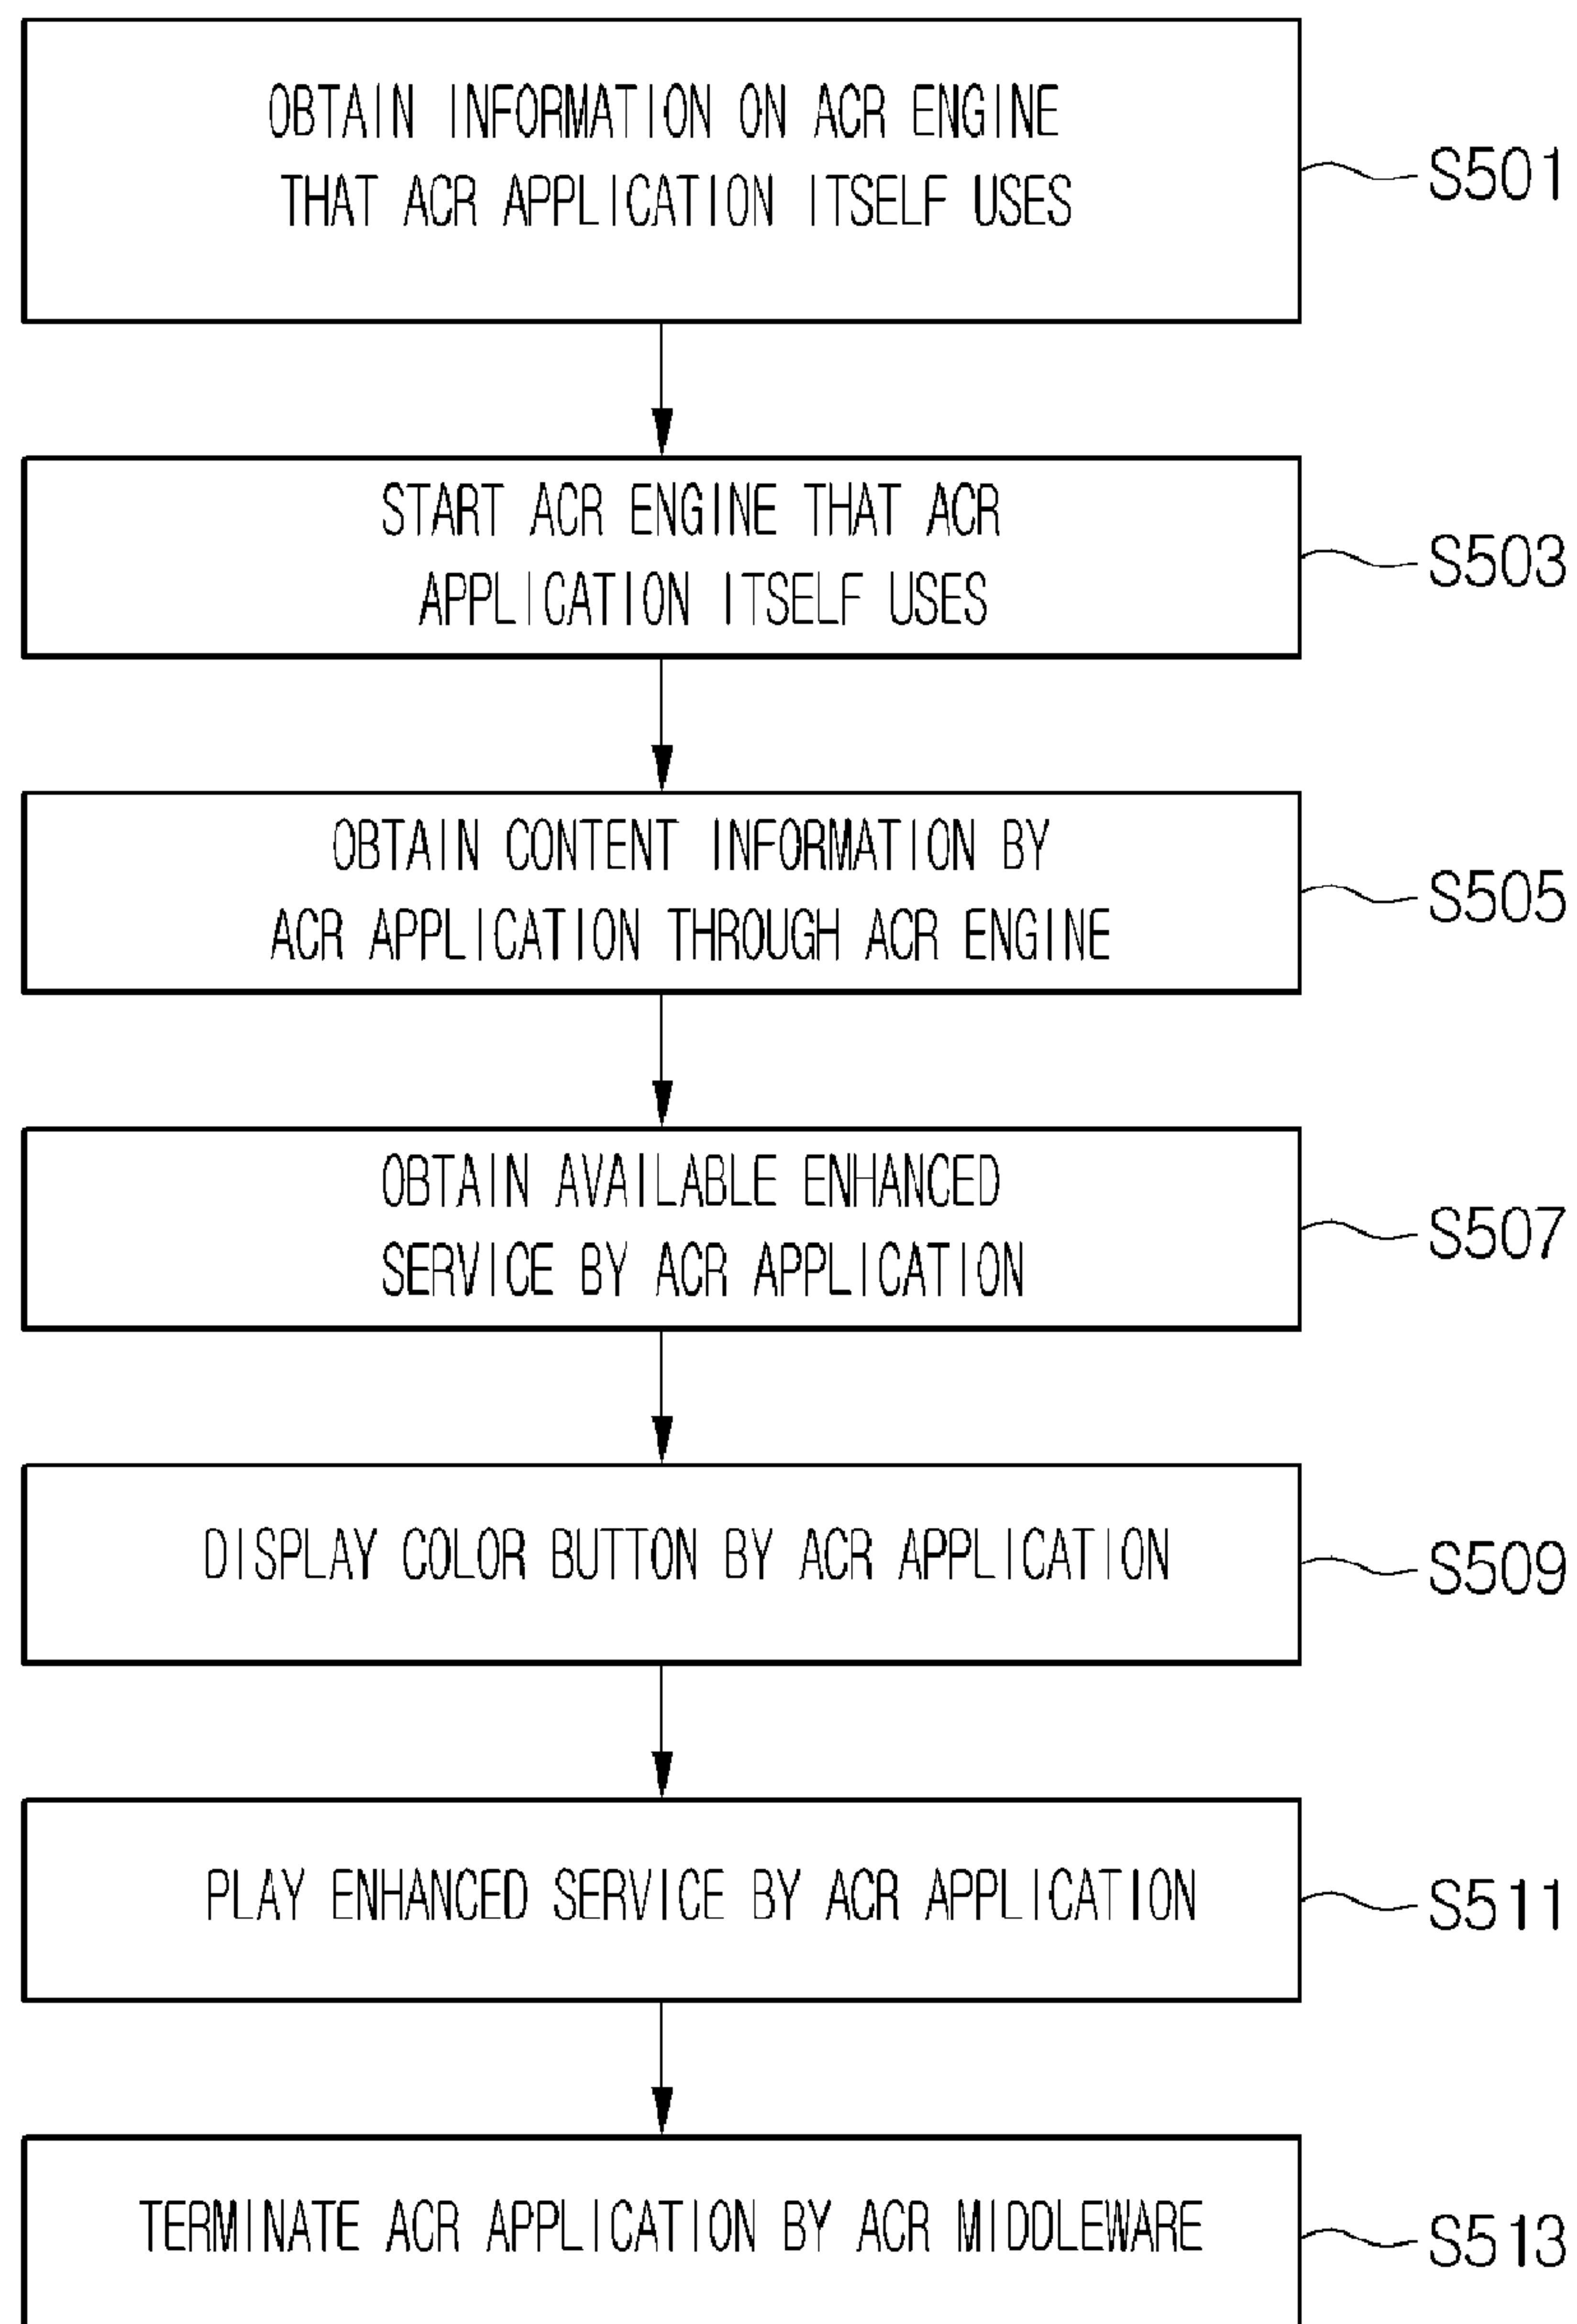 OBTAIN INFORMATION ON ACR ENGINE
THAT ACR APPLICATION ITSELF USES
S501
START ACR ENGINE THAT ACR
APPLICATION ITSELF USES
S503
OBTAIN CONTENT INFORMATION BY
ACR APPLICATION THROUGH ACR ENGINE
S505
OBTAIN AVAILABLE ENHANCED
SERVICE BY ACR APPLICATION
S507
DISPLAY COLOR BUTTON BY ACR APPLICATION
S509
PLAY ENHANCED SERVICE BY ACR APPLICATION
S511
TERMINATE ACR APPLICATION BY ACR MIDDLEWARE
S513